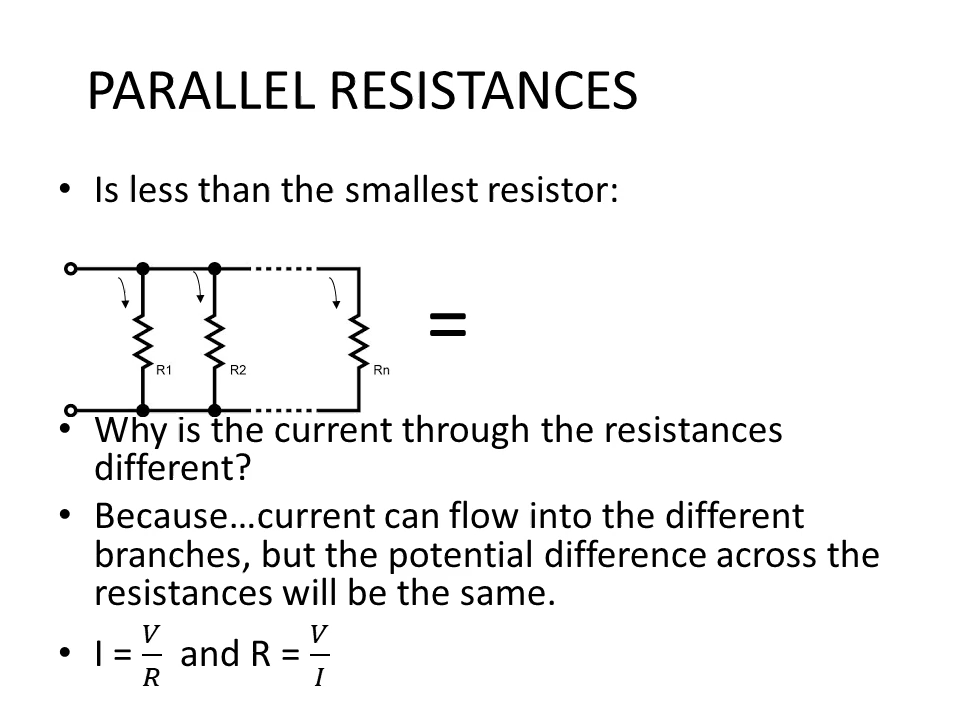 PARALLEL RESISTANCES
• Is less than the smallest resistor:
R1 R2 Rn =
• Why is the current through the resistances
different?
• Because…current can flow into the different
branches, but the potential difference across the
resistances will be the same.
• I = V/R and R = V/I